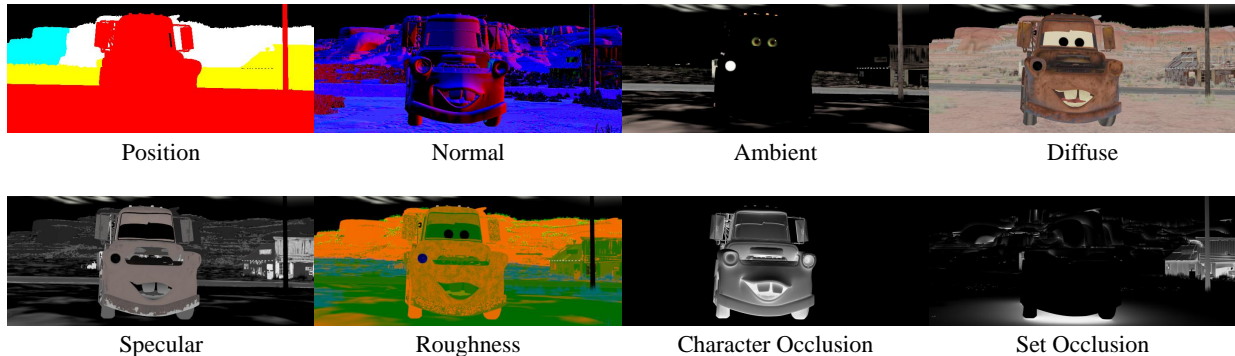 Position Normal Ambient Diffuse
Specular Roughness Character Occlusion Set Occlusion